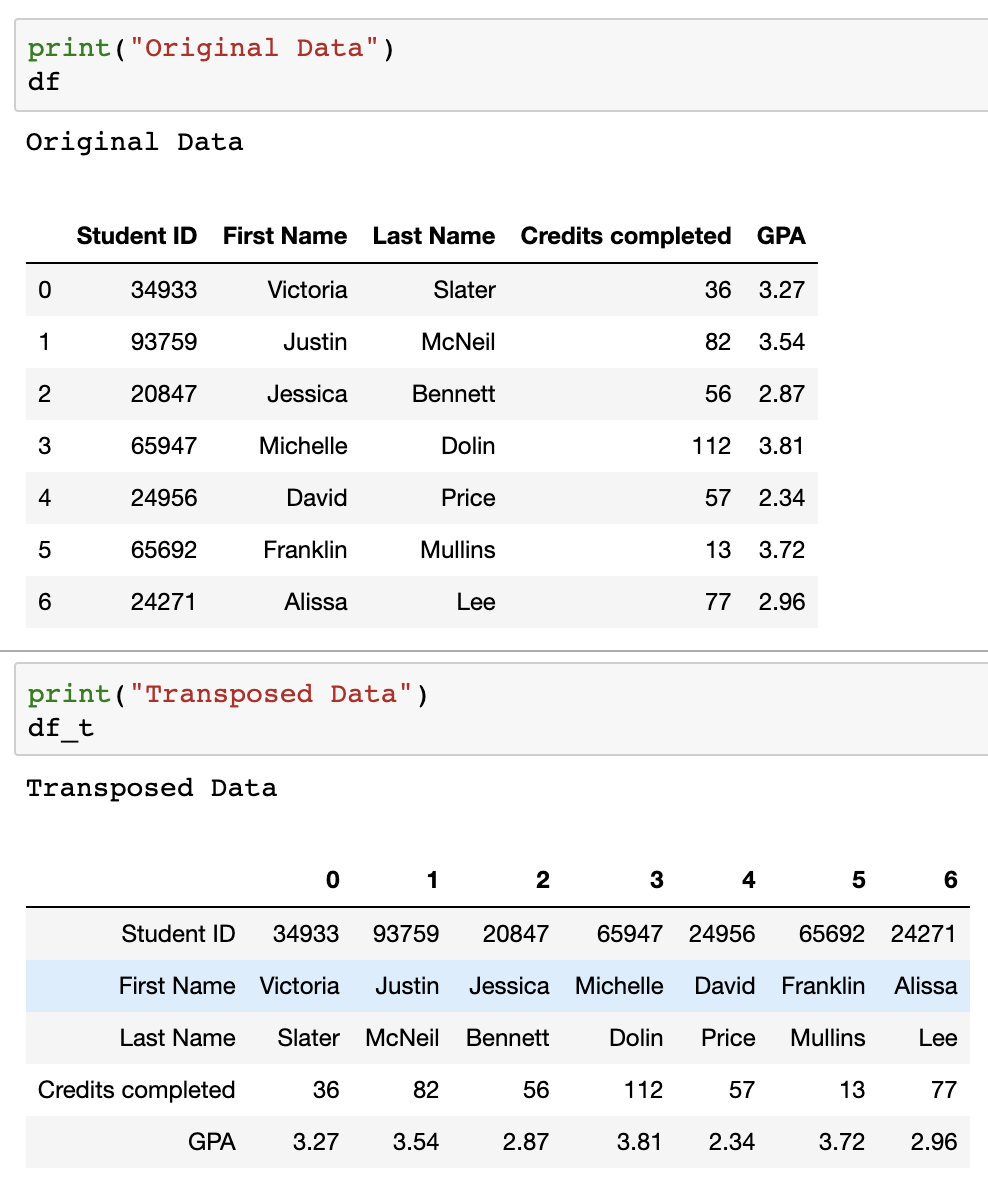 print("Original Data")
df
Original Data
Student ID First Name Last Name Credits completed GPA
0 34933 Victoria Slater 36 3.27
1 93759 Justin McNeil 82 3.54
2 20847 Jessica Bennett 56 2.87
3 65947 Michelle Dolin 112 3.81
4 24956 David Price 57 2.34
5 65692 Franklin Mullins 13 3.72
6 24271 Alissa Lee 77 2.96
print("Transposed Data")
df_t
Transposed Data
0 1 2 3 4 5 6
Student ID 34933 93759 20847 65947 24956 65692 24271
First Name Victoria Justin Jessica Michelle David Franklin Alissa
Last Name Slater McNeil Bennett Dolin Price Mullins Lee
Credits completed 36 82 56 112 57 13 77
GPA 3.27 3.54 2.87 3.81 2.34 3.72 2.96